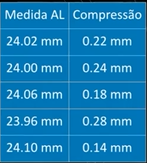 Medida AL Compressão
24.02 mm 0.22 mm
24.00 mm 0.24 mm
24.06 mm 0.18 mm
23.96 mm 0.28 mm
24.10 mm 0.14 mm